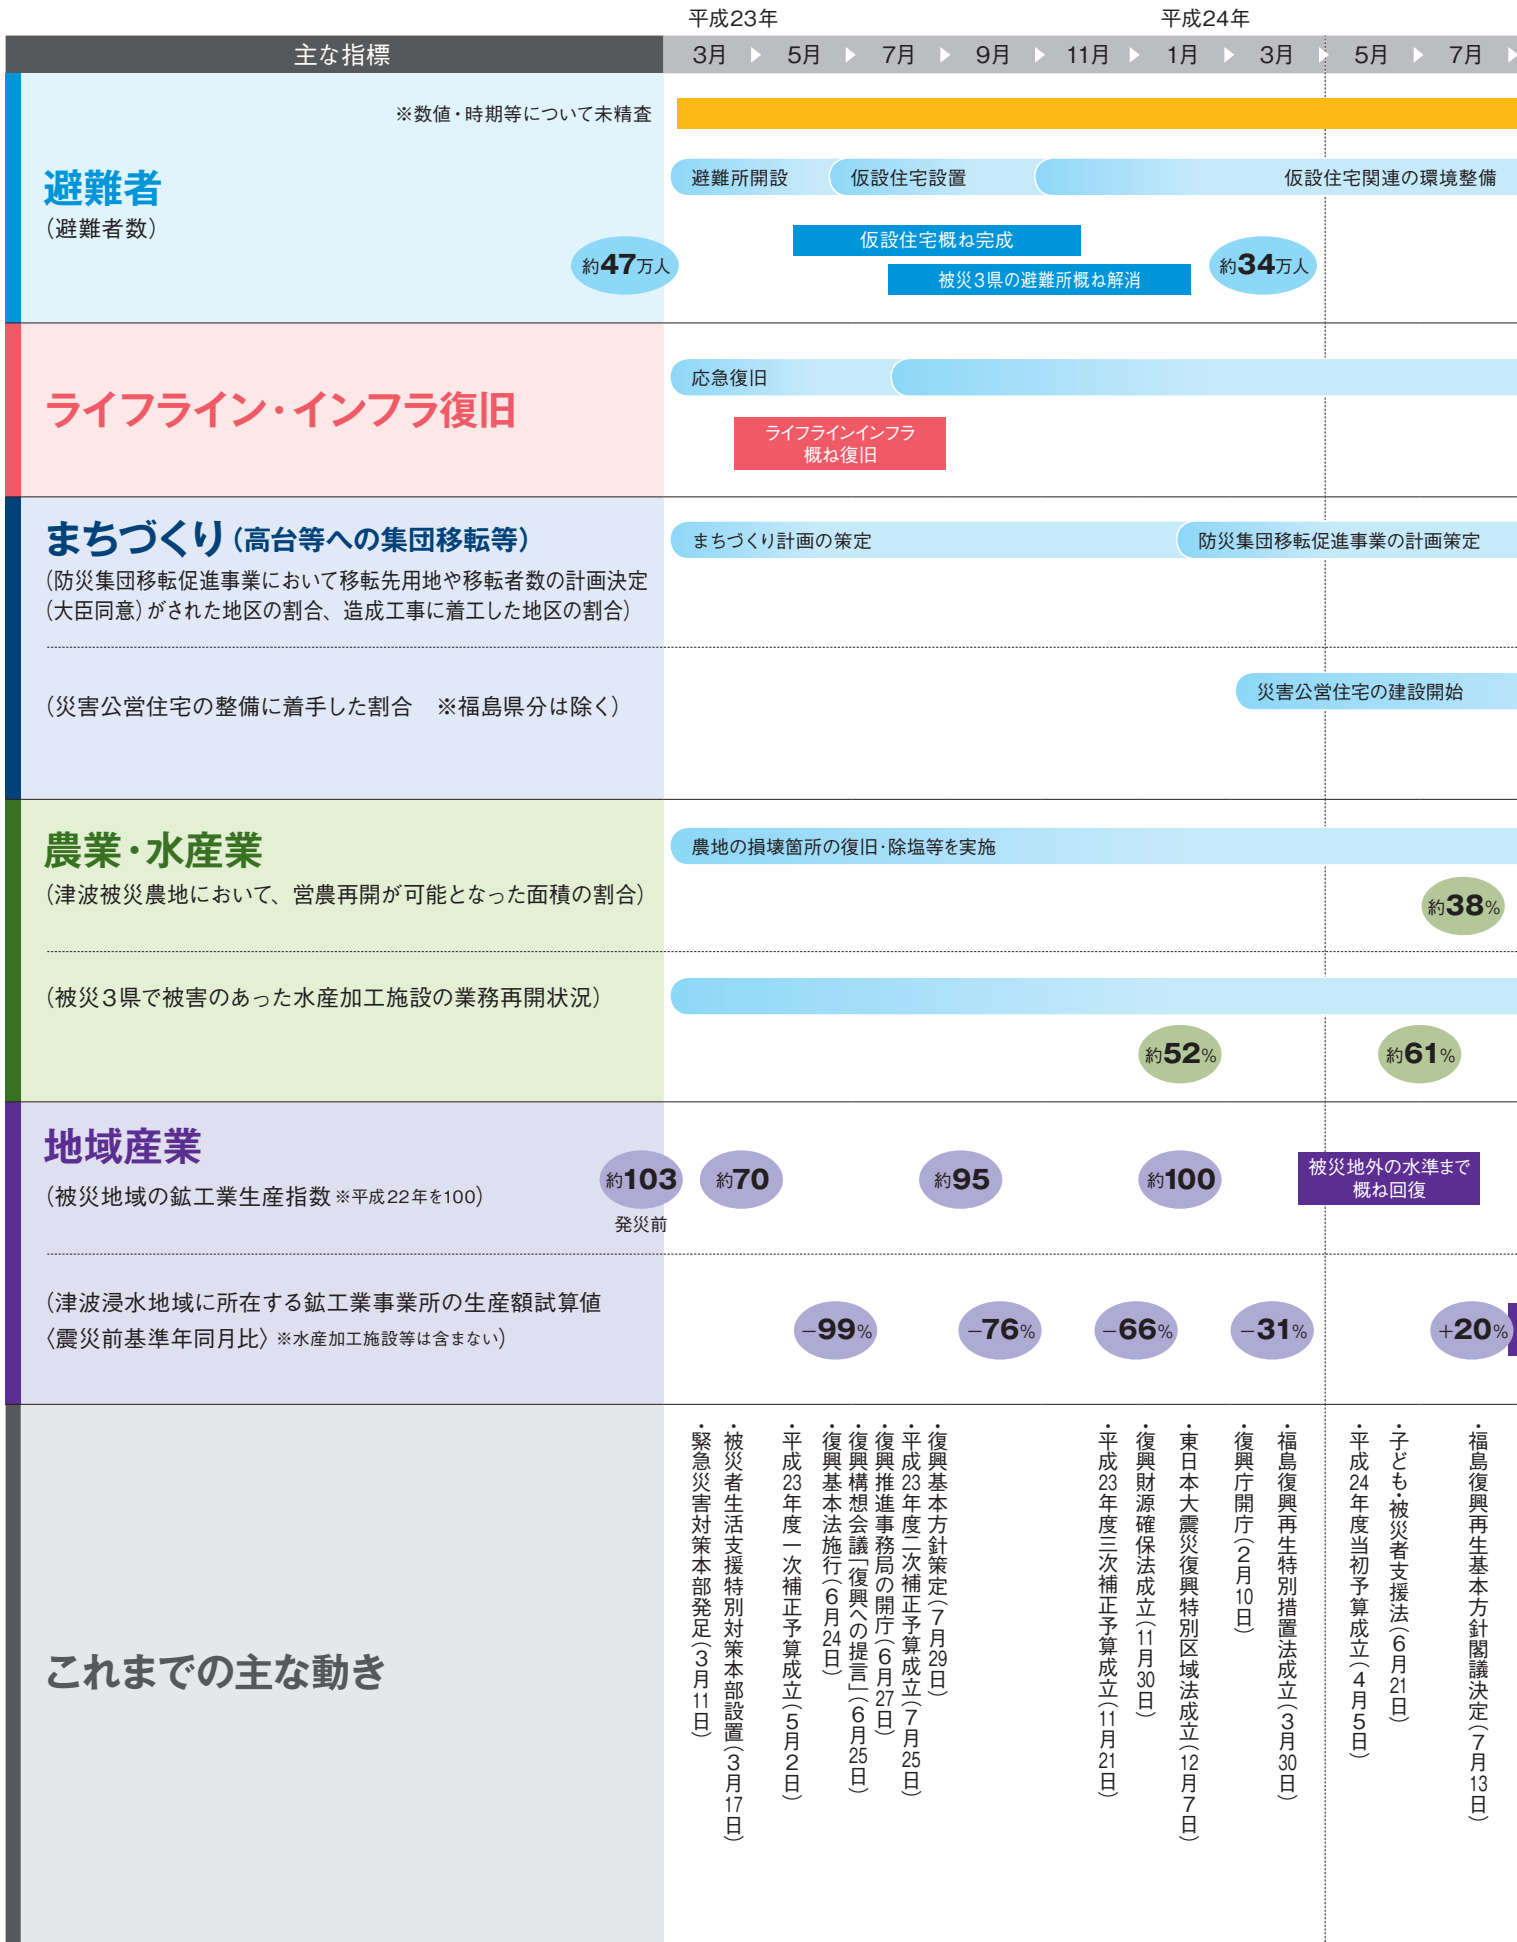 平成23年
平成24年
主な指標
3月
5月
7月
9月
11月
1月
3月
5月
7月
※数値・時期等について未精査
避難者
(避難者数)
避難所開設
仮設住宅設置
仮設住宅関連の環境整備
仮設住宅概ね完成
被災3県の避難所概ね解消
約47万人
約34万人
ライフライン・インフラ復旧
応急復旧
ライフラインインフラ
概ね復旧
まちづくり(高台等への集団移転等)
(防災集団移転促進事業において移転先用地や移転者数の計画決定
(大臣同意)がされた地区の割合、造成工事に着工した地区の割合)
まちづくり計画の策定
防災集団移転促進事業の計画策定
(災害公営住宅の整備に着手した割合 ※福島県分は除く)
災害公営住宅の建設開始
農業・水産業
(津波被災農地において、営農再開が可能となった面積の割合)
農地の損壊箇所の復旧・除塩等を実施
約38%
(被災3県で被害のあった水産加工施設の業務再開状況)
約52%
約61%
地域産業
(被災地域の鉱工業生産指数 ※平成22年を100)
約103
発災前
約70
約95
約100
被災地外の水準まで
概ね回復
(津波浸水地域に所在する鉱工業事業所の生産額試算値
〈震災前基準年同月比〉 ※水産加工施設等は含まない)
−99%
−76%
−66%
−31%
+20%
これまでの主な動き
・緊急災害対策本部発足(3月11日)
・被災者生活支援特別対策本部設置(3月17日)
・平成23年度一次補正予算成立(5月2日)
・復興基本法施行(6月24日)
・復興構想会議「復興への提言」(6月25日)
・復興推進事務局の開庁(6月27日)
・平成23年度二次補正予算成立(7月25日)
・復興基本方針策定(7月29日)
・平成23年度三次補正予算成立(11月21日)
・復興財源確保法成立(11月30日)
・東日本大震災復興特別区域法成立(12月7日)
・復興庁開庁(2月10日)
・福島復興再生特別措置法成立(3月30日)
・平成24年度当初予算成立(4月5日)
・子ども・被災者支援法(6月21日)
・福島復興再生基本方針閣議決定(7月13日)